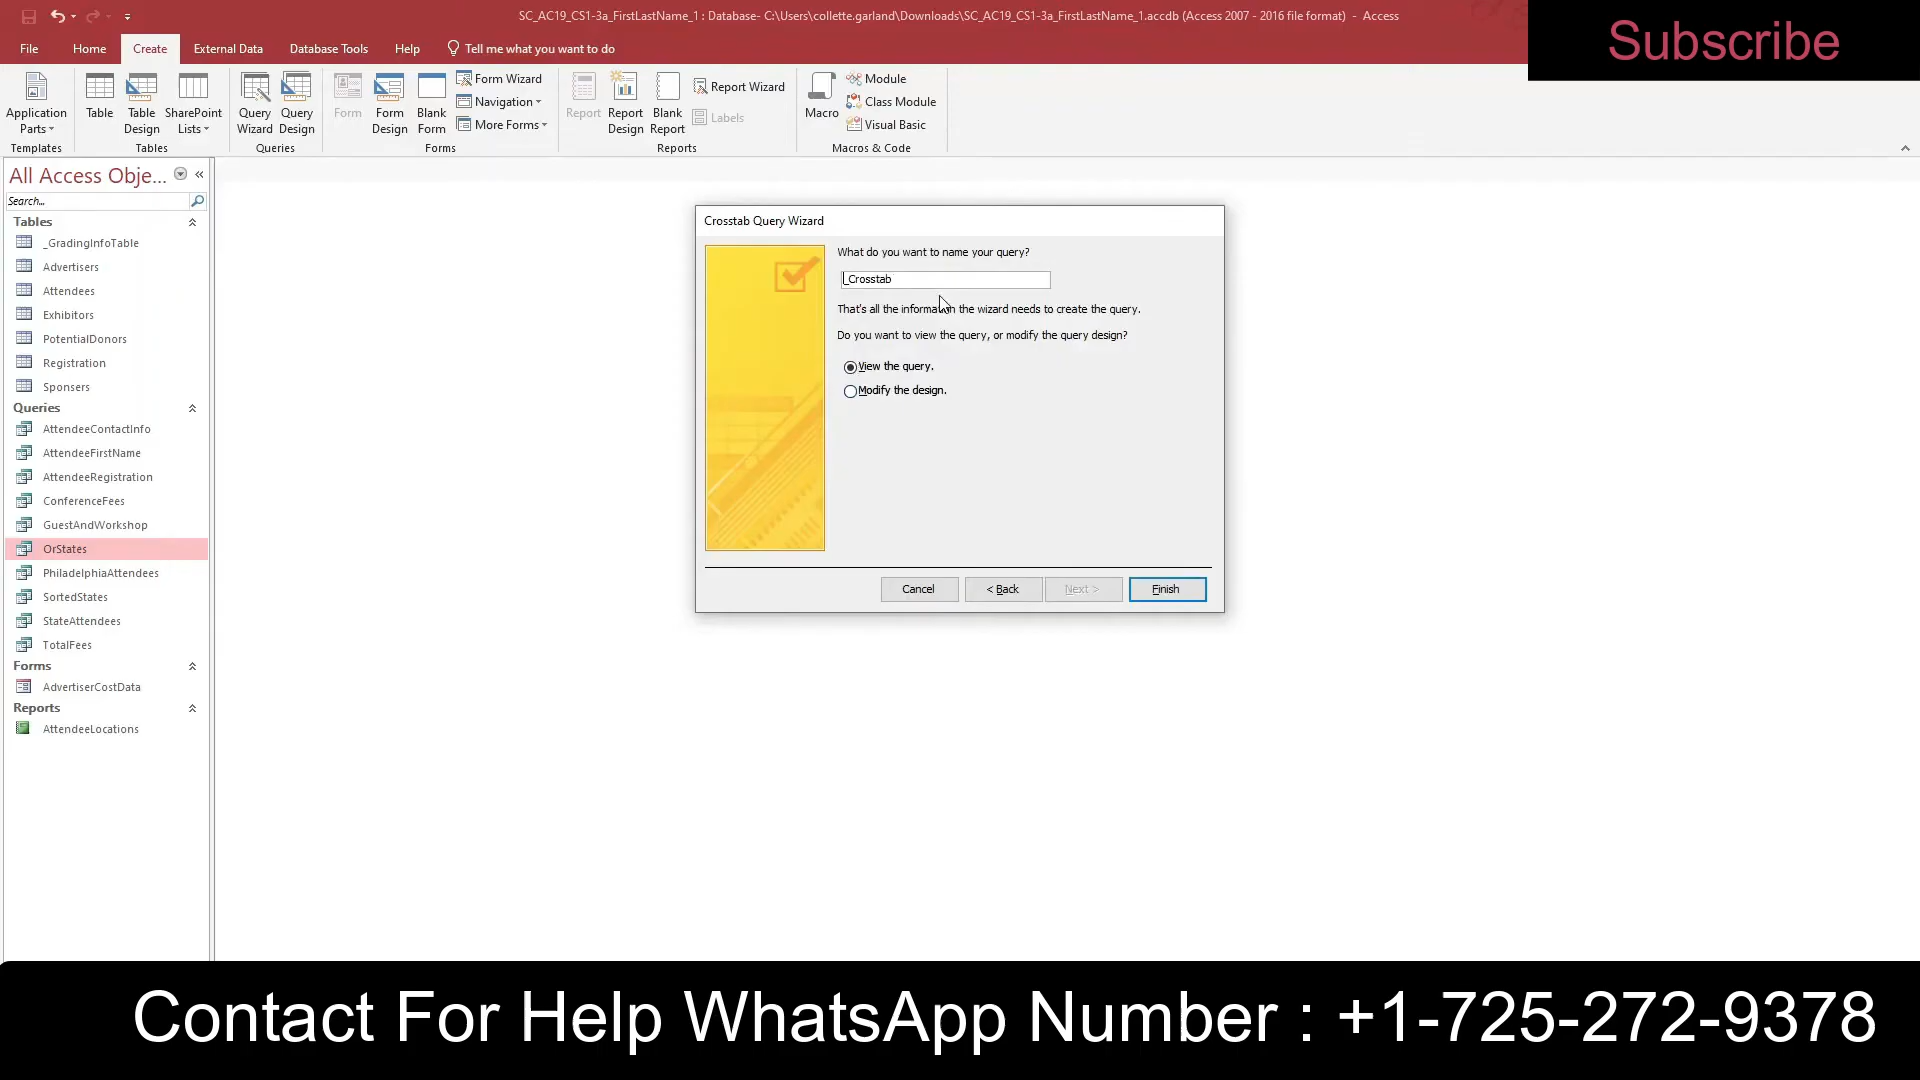 SC_AC19_CS1-3a_FirstLastName_1 : Database- C:\Users\collette.garland\Downloads\SC_AC19_CS1-3a_FirstLastName_1.accdb (Access 2007 - 2016 file format) - Access
Subscribe
File Home Create External Data Database Tools Help Tell me what you want to do
Application Parts
Table
Table Design
SharePoint Lists
Query Wizard
Query Design
Form
Form Design
Blank Form
Form Wizard
Navigation
More Forms
Report
Report Design
Blank Report
Report Wizard
Labels
Macro
Module
Class Module
Visual Basic
Templates Tables Queries Forms Reports Macros & Code
All Access Obje...
Search...
Tables
_GradingInfoTable
Advertisers
Attendees
Exhibitors
PotentialDonors
Registration
Sponsers
Queries
AttendeeContactInfo
AttendeeFirstName
AttendeeRegistration
ConferenceFees
GuestAndWorkshop
OrStates
PhiladelphiaAttendees
SortedStates
StateAttendees
TotalFees
Forms
AdvertiserCostData
Reports
AttendeeLocations
Crosstab Query Wizard
What do you want to name your query?
_Crosstab
That's all the information the wizard needs to create the query.
Do you want to view the query, or modify the query design?
View the query.
Modify the design.
Cancel < Back Next > Finish
Contact For Help WhatsApp Number : +1-725-272-9378